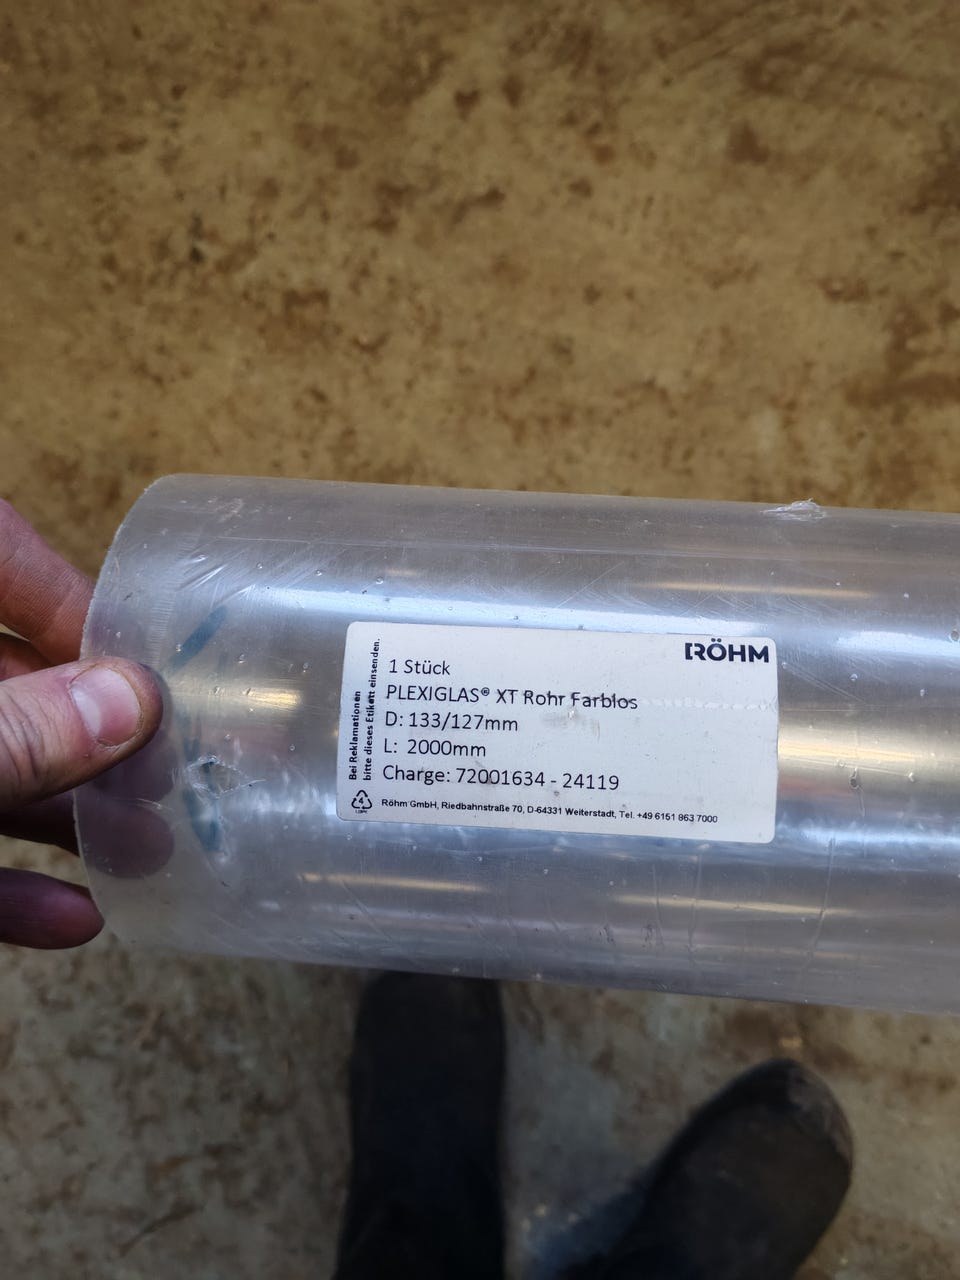 RÖHM
1 Stück
PLEXIGLAS® XT Rohr Farblos
D: 133/127mm
L: 2000mm
Charge: 72001634 - 24119
Röhm GmbH, Riedbahnstraße 70, D-64331 Weiterstadt, Tel. +49 6151 863 7000
Bei Reklamationen
bitte dieses Etikett einsenden.
4